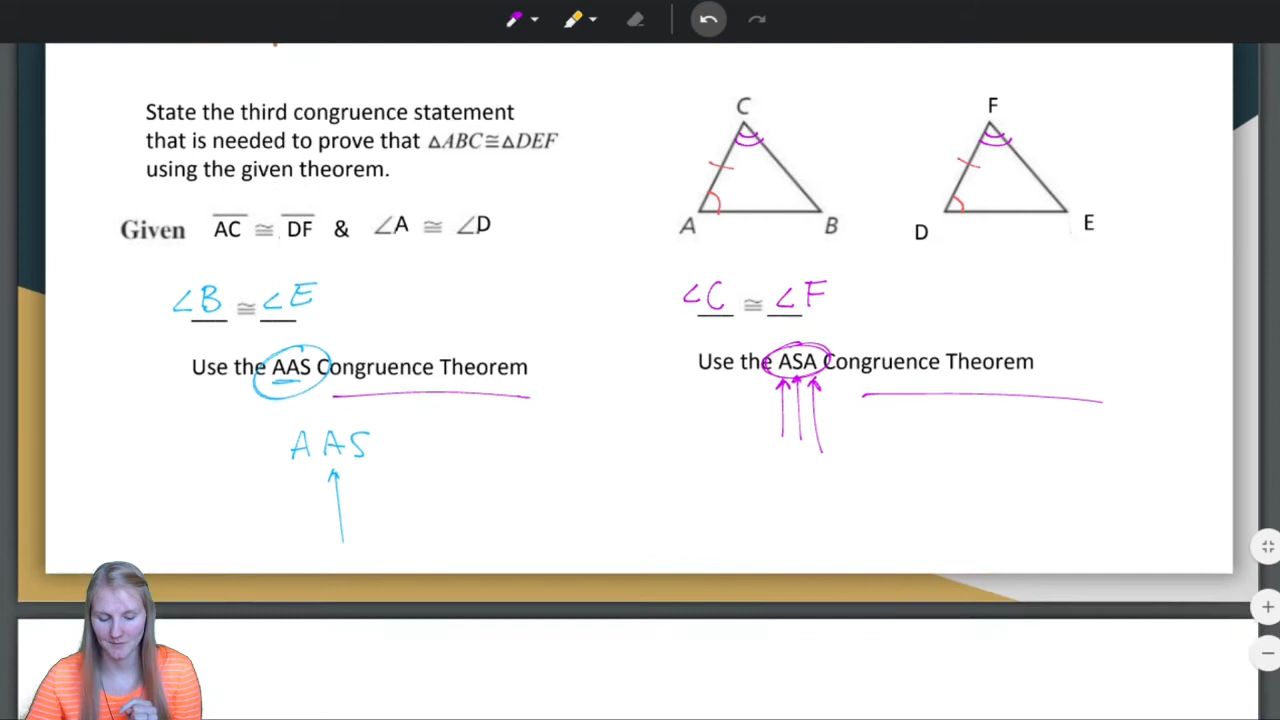 State the third congruence statement
that is needed to prove that △ABC≅△DEF
using the given theorem.
Given AC ≅ DF & ∠A ≅ ∠D
∠B ≅ ∠E
Use the AAS Congruence Theorem
A A S
C
A
B
F
D
E
∠C ≅ ∠F
Use the ASA Congruence Theorem